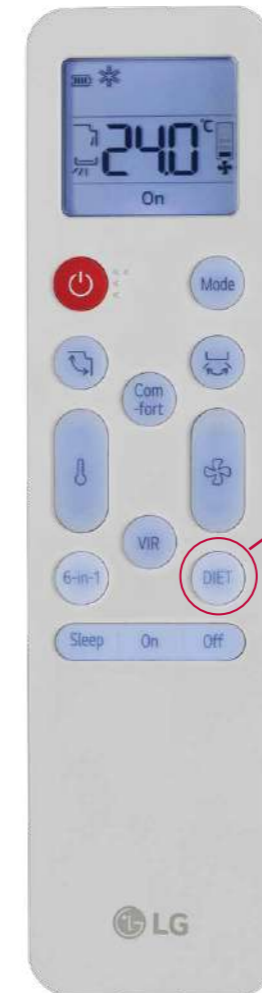 24.0°C
On
Mode
Com
-fort
VIR
6-in-1
DIET
Sleep On Off
LG